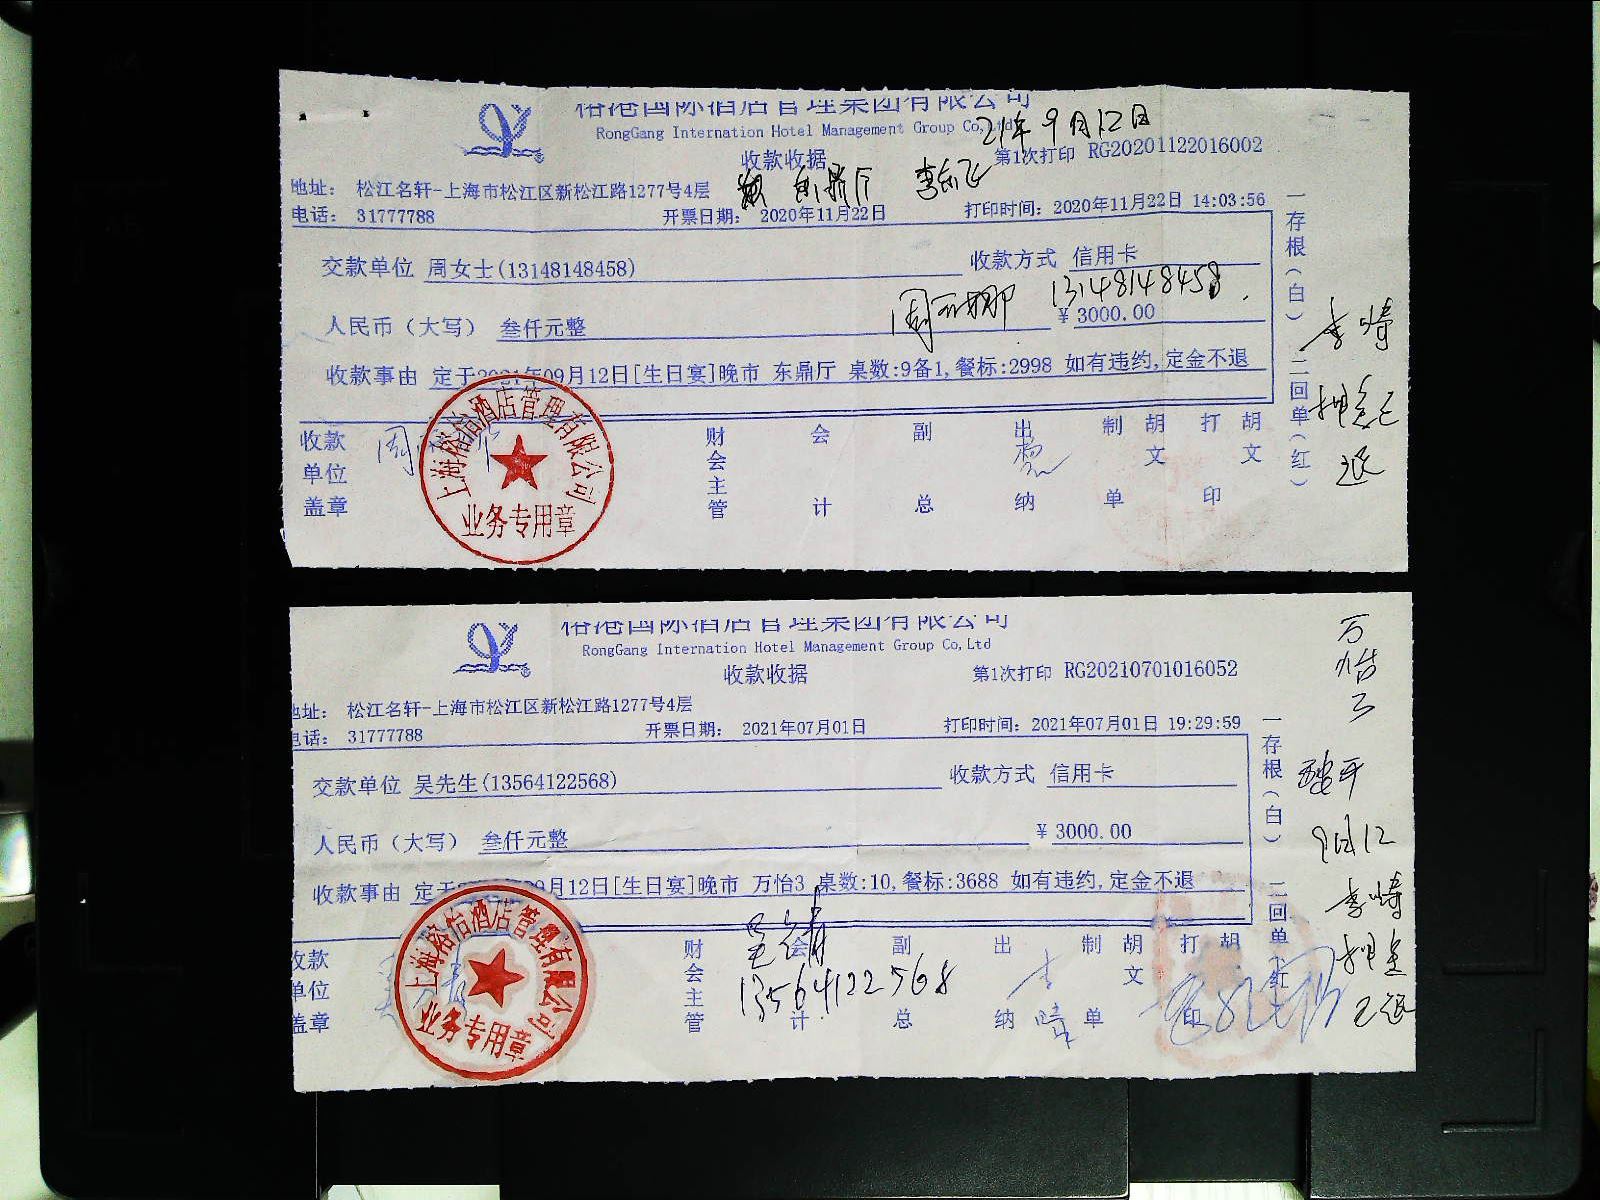 裕港国际酒店管理集团有限公司
RongGang Internation Hotel Management Group Co,Ltd
21年9月12日
收款收据
第1次打印 RG20201122016002
地址: 松江名轩-上海市松江区新松江路1277号4层
东鼎厅
电话: 31777788
开票日期: 2020年11月22日
打印时间: 2020年11月22日 14:03:56
交款单位 周女士(13148148458)
收款方式 信用卡
13148148458
人民币（大写） 叁仟元整
¥ 3000.00
收款事由 定于2021年09月12日[生日宴]晚市 东鼎厅 桌数:9备1,餐标:2998 如有违约,定金不退
收款单位盖章
财会主管
会计
副总
出纳
制单
胡文
打印
胡文
一存根(白)
二回单(红)
李崎
押金已
退
上海裕怡酒店管理有限公司
业务专用章
裕港国际酒店管理集团有限公司
RongGang Internation Hotel Management Group Co,Ltd
收款收据
第1次打印 RG20210701016052
地址: 松江名轩-上海市松江区新松江路1277号4层
电话: 31777788
开票日期: 2021年07月01日
打印时间: 2021年07月01日 19:29:59
交款单位 吴先生(13564122568)
收款方式 信用卡
人民币（大写） 叁仟元整
¥ 3000.00
收款事由 定于2021年09月12日[生日宴]晚市 万怡3 桌数:10,餐标:3688 如有违约,定金不退
13564122568
收款单位盖章
财会主管
会计
副总
出纳
制单
胡文
打印
胡
一存根(白)
二回单(红)
万怡3
9月12
李崎
押金
已退
上海裕怡酒店管理有限公司
业务专用章